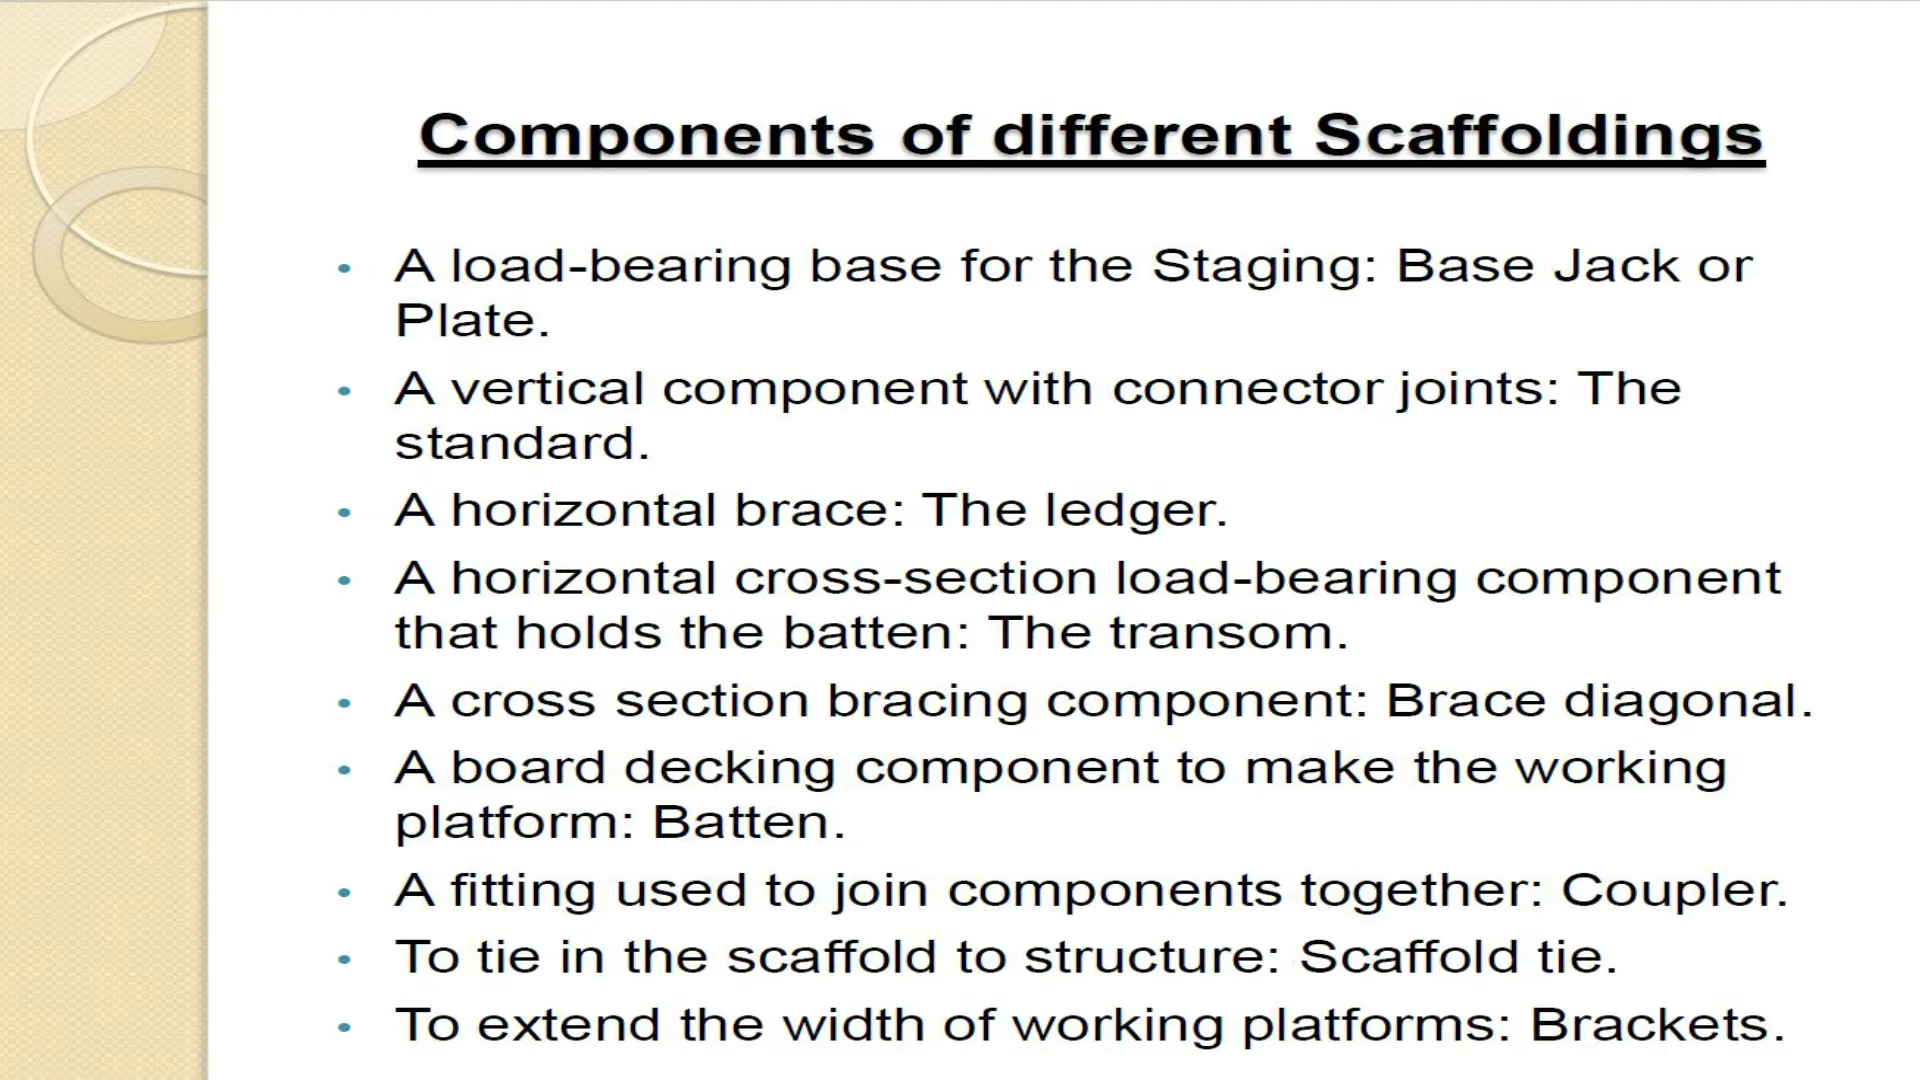 Components of different Scaffoldings
• A load-bearing base for the Staging: Base Jack or
Plate.
• A vertical component with connector joints: The
standard.
• A horizontal brace: The ledger.
• A horizontal cross-section load-bearing component
that holds the batten: The transom.
• A cross section bracing component: Brace diagonal.
• A board decking component to make the working
platform: Batten.
• A fitting used to join components together: Coupler.
• To tie in the scaffold to structure: Scaffold tie.
• To extend the width of working platforms: Brackets.